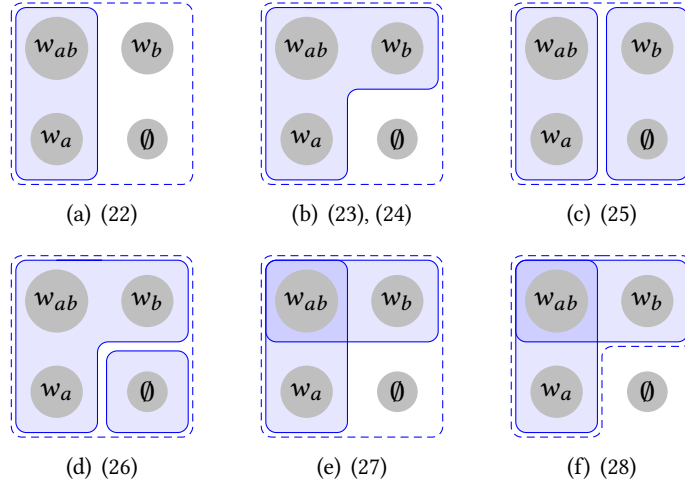 w_ab w_b w_ab w_b w_ab w_b
w_a ∅ w_a ∅ w_a ∅
(a) (22) (b) (23), (24) (c) (25)
w_ab w_b w_ab w_b w_ab w_b
w_a ∅ w_a ∅ w_a ∅
(d) (26) (e) (27) (f) (28)